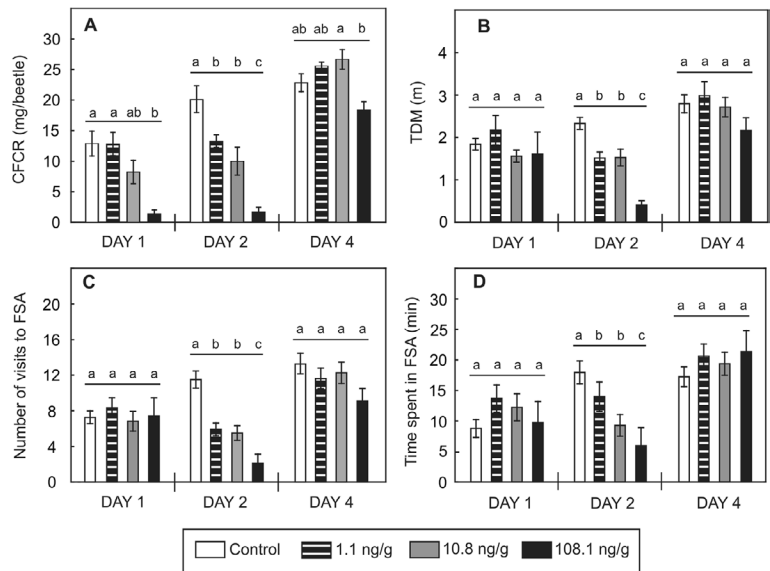 A
CFCR (mg/beetle)
30
25
20
15
10
5
0
a a ab b
a b b c
ab ab a b
DAY 1 DAY 2 DAY 4
B
TDM (m)
4
3
2
1
0
a a a a
a b b c
a a a a
DAY 1 DAY 2 DAY 4
C
Number of visits to FSA
20
16
12
8
4
0
a a a a
a b b c
a a a a
DAY 1 DAY 2 DAY 4
D
Time spent in FSA (min)
30
25
20
15
10
5
0
a a a a
a b b c
a a a a
DAY 1 DAY 2 DAY 4
Control 1.1 ng/g 10.8 ng/g 108.1 ng/g